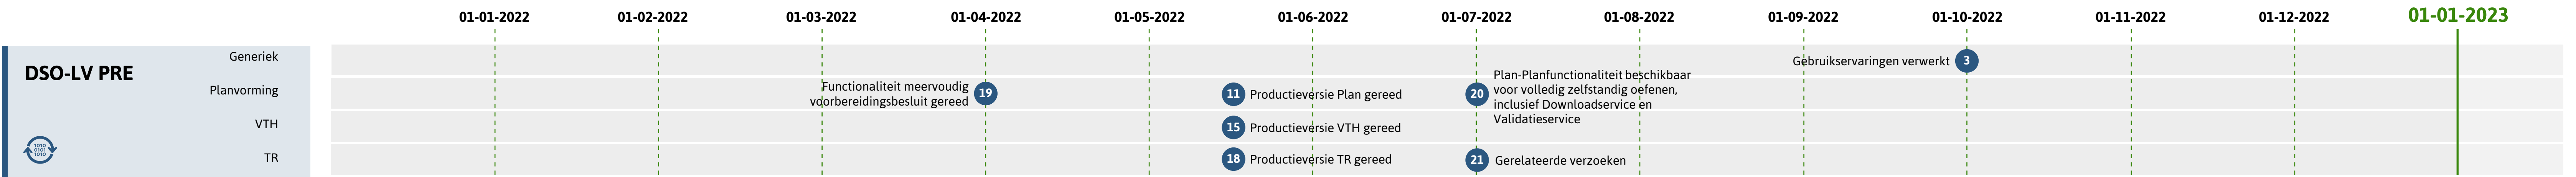 01-01-2022 01-02-2022 01-03-2022 01-04-2022 01-05-2022 01-06-2022 01-07-2022 01-08-2022 01-09-2022 01-10-2022 01-11-2022 01-12-2022 01-01-2023
DSO-LV PRE
Generiek
Gebruikservaringen verwerkt 3
Planvorming
Functionaliteit meervoudig
voorbereidingsbesluit gereed
19
11 Productieversie Plan gereed
20
Plan-Planfunctionaliteit beschikbaar
voor volledig zelfstandig oefenen,
inclusief Downloadservice en
Validatieservice
VTH
15 Productieversie VTH gereed
TR
18 Productieversie TR gereed
21 Gerelateerde verzoeken
1010
0101
1010